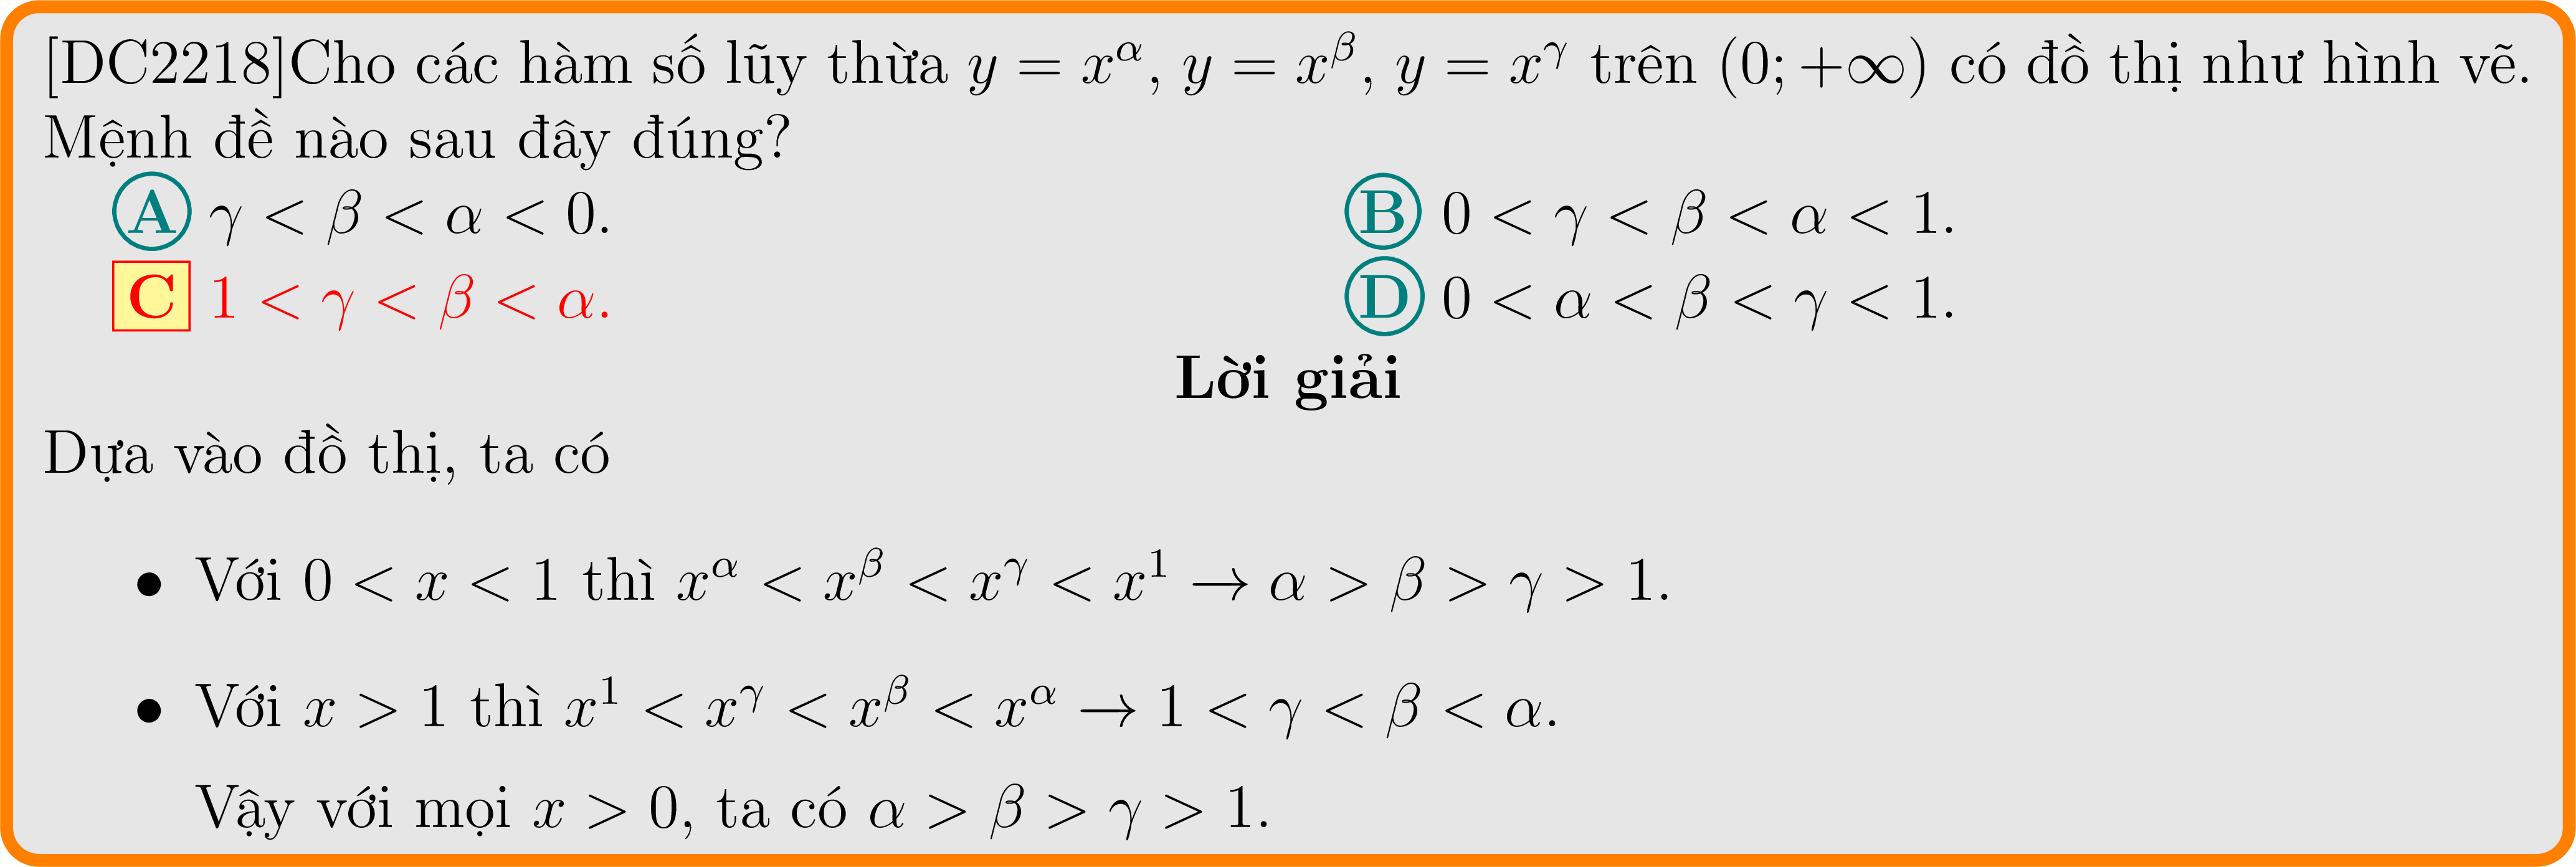 [DC2218]Cho các hàm số lũy thừa $y = x^{\alpha}$, $y = x^{\beta}$, $y = x^{\gamma}$ trên $(0; +\infty)$ có đồ thị như hình vẽ.
Mệnh đề nào sau đây đúng?
A $\gamma < \beta < \alpha < 0$. B $0 < \gamma < \beta < \alpha < 1$.
C $1 < \gamma < \beta < \alpha$. D $0 < \alpha < \beta < \gamma < 1$.
Lời giải
Dựa vào đồ thị, ta có
• Với $0 < x < 1$ thì $x^{\alpha} < x^{\beta} < x^{\gamma} < x^{1} \to \alpha > \beta > \gamma > 1$.
• Với $x > 1$ thì $x^{1} < x^{\gamma} < x^{\beta} < x^{\alpha} \to 1 < \gamma < \beta < \alpha$.
Vậy với mọi $x > 0$, ta có $\alpha > \beta > \gamma > 1$.